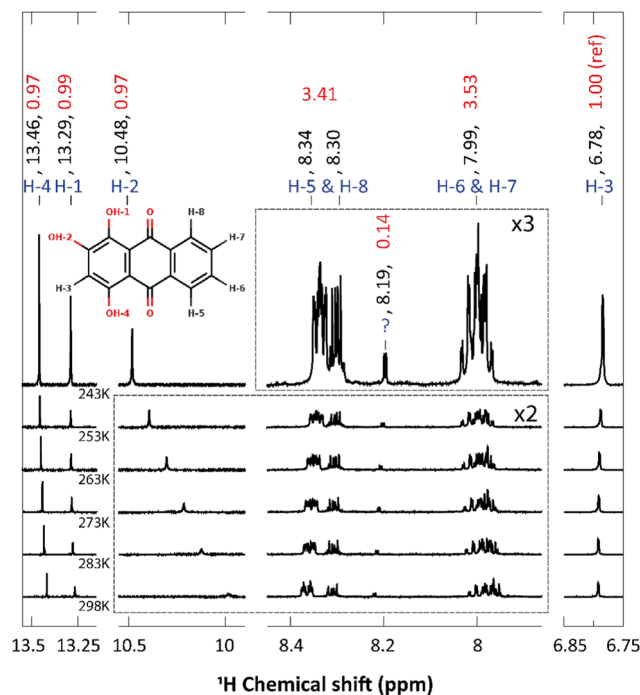 13.46, 0.97
13.29, 0.99
10.48, 0.97
3.41
8.34
, 8.30
3.53
7.99,
1.00 (ref)
6.78,
H-4 H-1
H-2
H-5 & H-8
H-6 & H-7
H-3
OH-1
O
H-8
OH-2
H-7
H-3
H-6
OH-4
O
H-5
x3
?, 8.19, 0.14
243K
x2
253K
263K
273K
283K
298K
13.5 13.25
10.5 10
8.4 8.2 8
6.85 6.75
¹H Chemical shift (ppm)